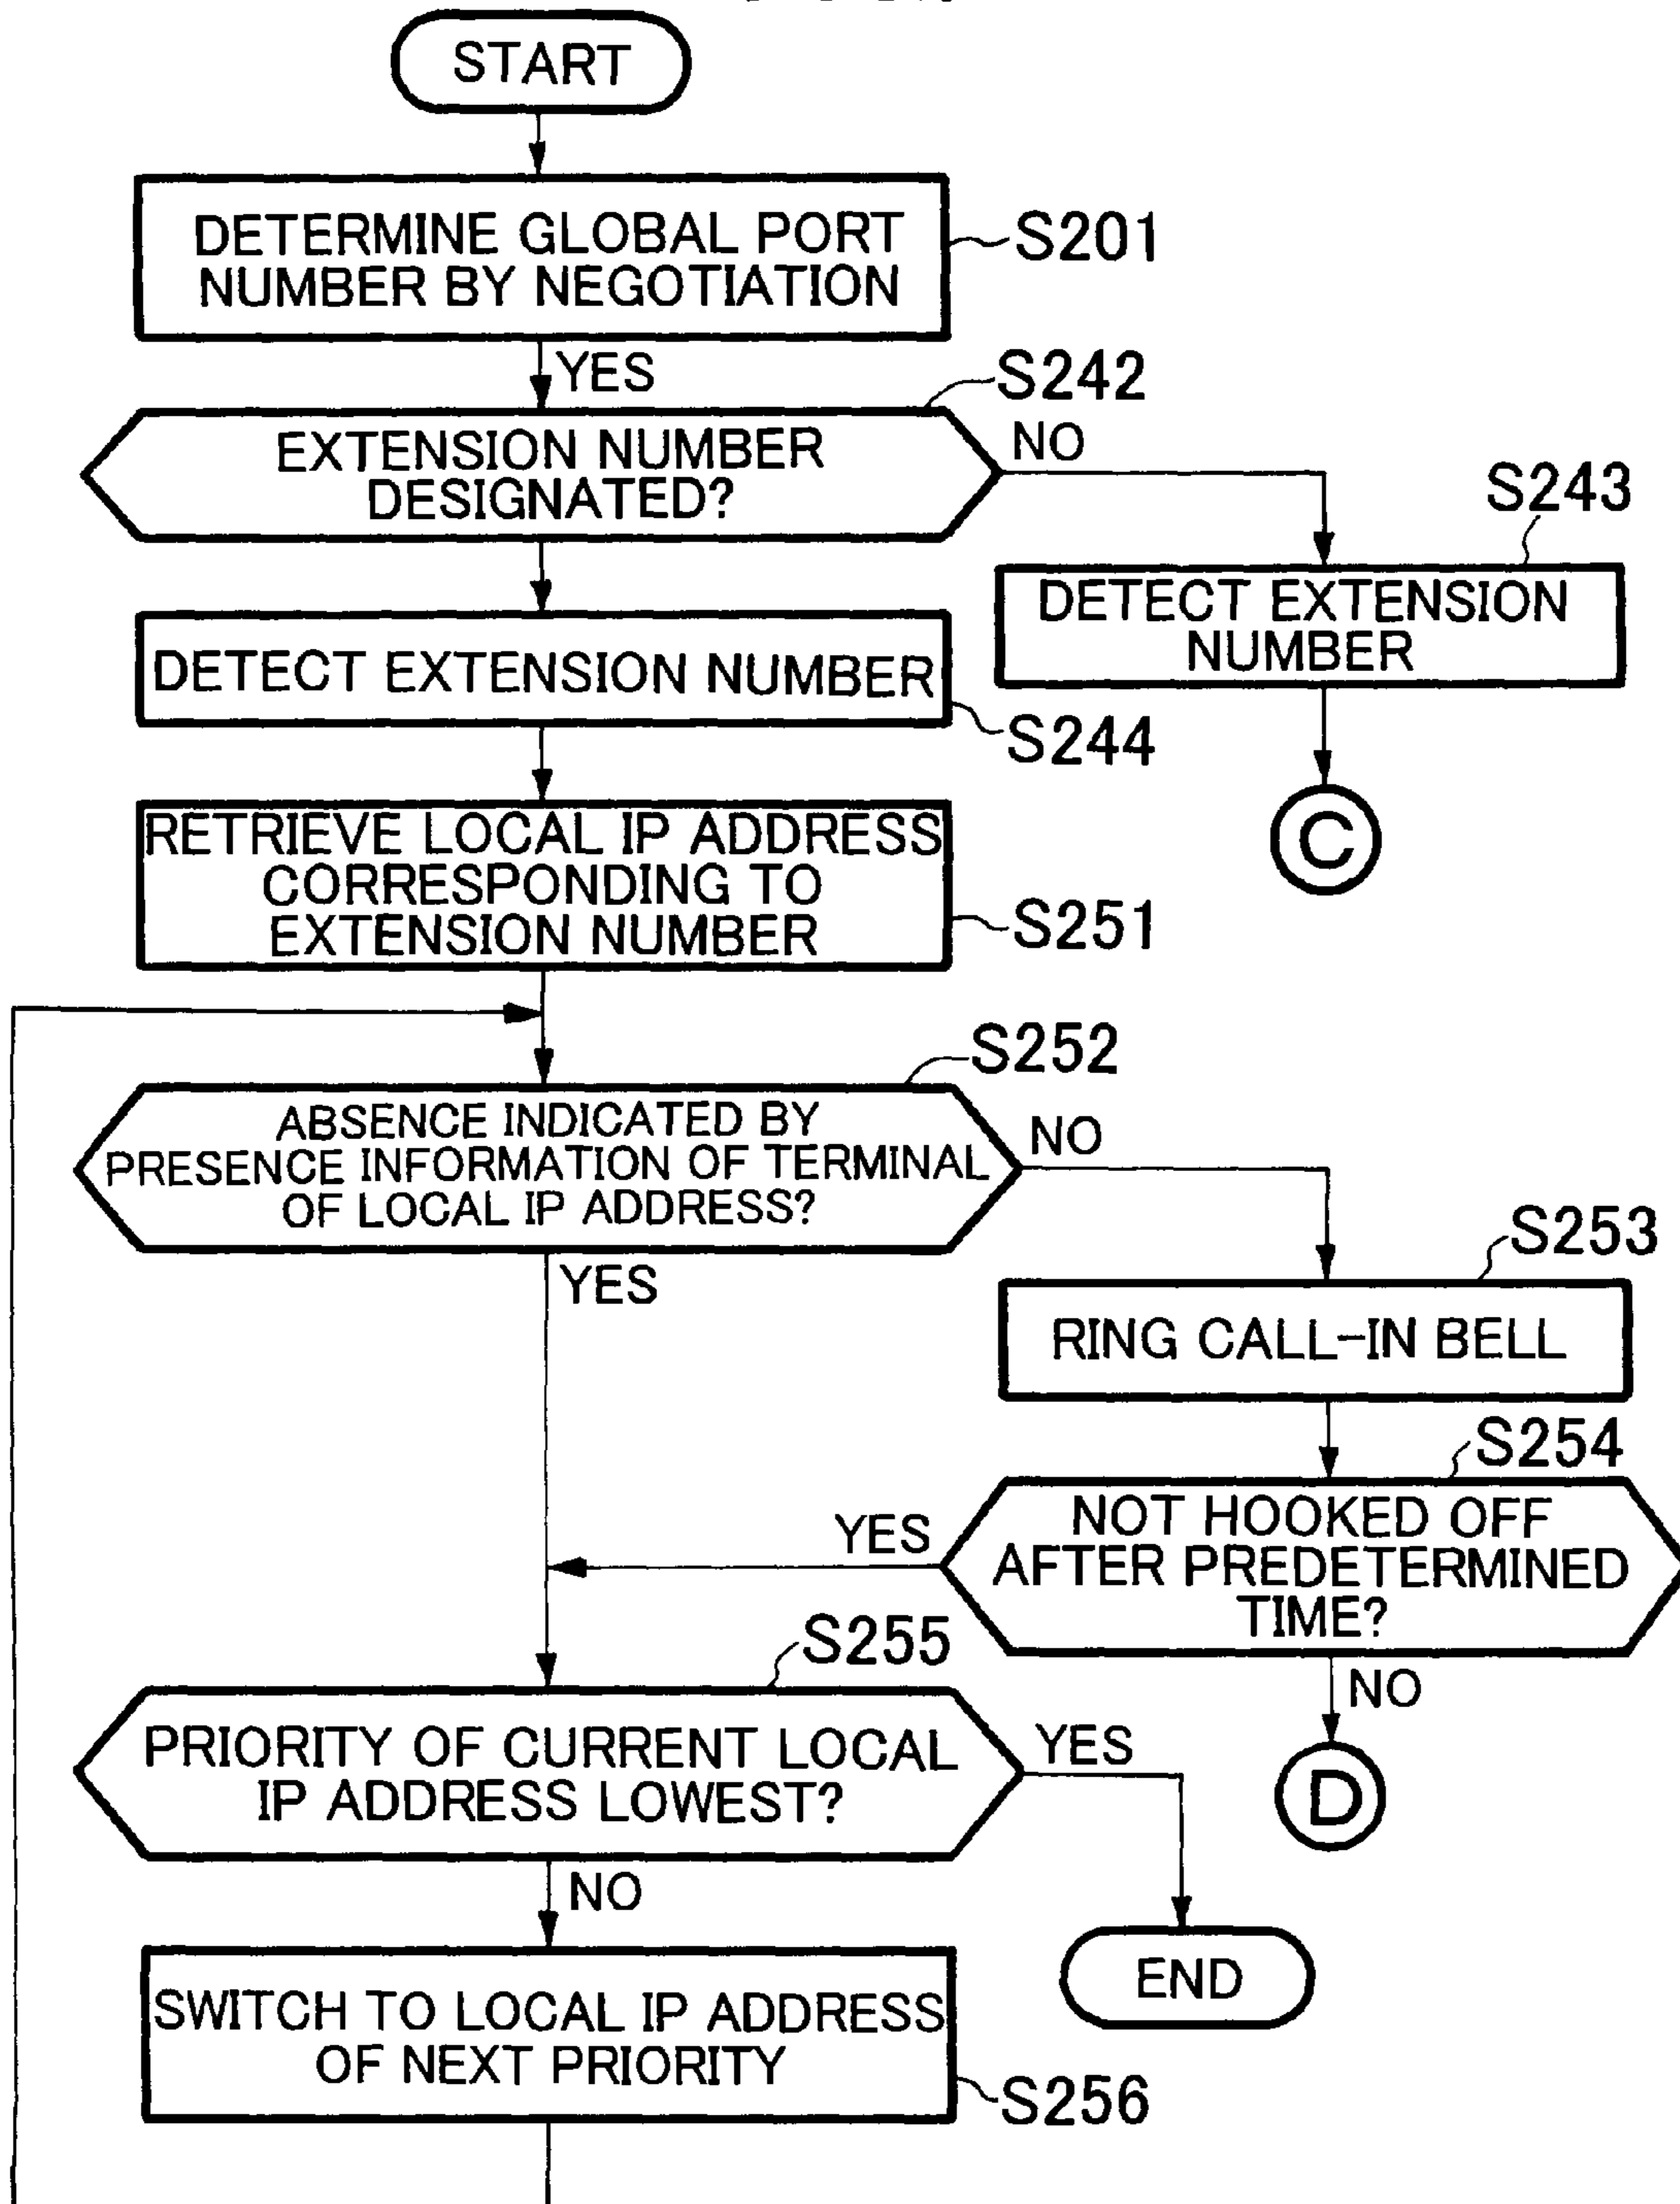 START
DETERMINE GLOBAL PORT
NUMBER BY NEGOTIATION
S201
YES
S242
EXTENSION NUMBER
DESIGNATED?
NO
S243
DETECT EXTENSION
NUMBER
DETECT EXTENSION NUMBER
S244
C
RETRIEVE LOCAL IP ADDRESS
CORRESPONDING TO
EXTENSION NUMBER
S251
S252
ABSENCE INDICATED BY
PRESENCE INFORMATION OF TERMINAL
OF LOCAL IP ADDRESS?
NO
YES
S253
RING CALL-IN BELL
S254
NOT HOOKED OFF
AFTER PREDETERMINED
TIME?
YES
NO
D
S255
PRIORITY OF CURRENT LOCAL
IP ADDRESS LOWEST?
YES
NO
END
SWITCH TO LOCAL IP ADDRESS
OF NEXT PRIORITY
S256